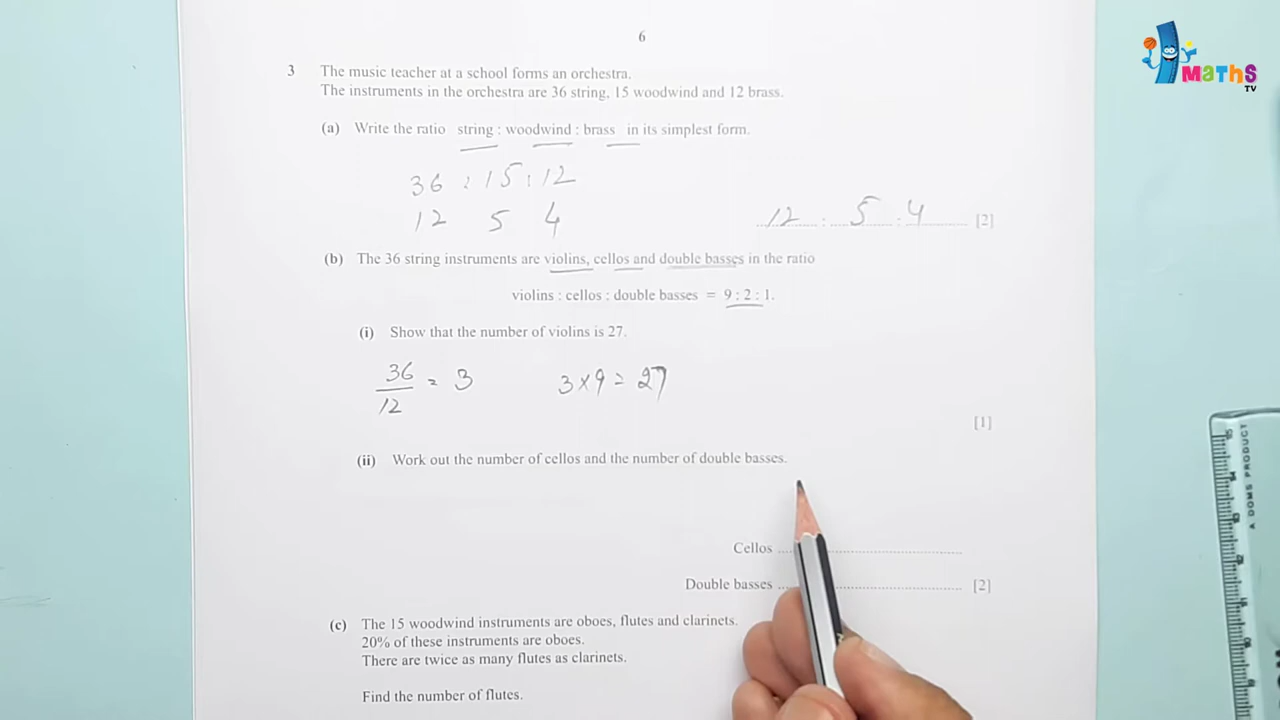 6
MATHS
TV
3 The music teacher at a school forms an orchestra.
The instruments in the orchestra are 36 string, 15 woodwind and 12 brass.
(a) Write the ratio string : woodwind : brass in its simplest form.
36 : 15 : 12
12 5 4
12 : 5 : 4 [2]
(b) The 36 string instruments are violins, cellos and double basses in the ratio
violins : cellos : double basses = 9 : 2 : 1.
(i) Show that the number of violins is 27.
36/12 = 3 3 × 9 = 27
[1]
(ii) Work out the number of cellos and the number of double basses.
Cellos ....................
Double basses .................... [2]
(c) The 15 woodwind instruments are oboes, flutes and clarinets.
20% of these instruments are oboes.
There are twice as many flutes as clarinets.
Find the number of flutes.
A DOMS PRODUCT